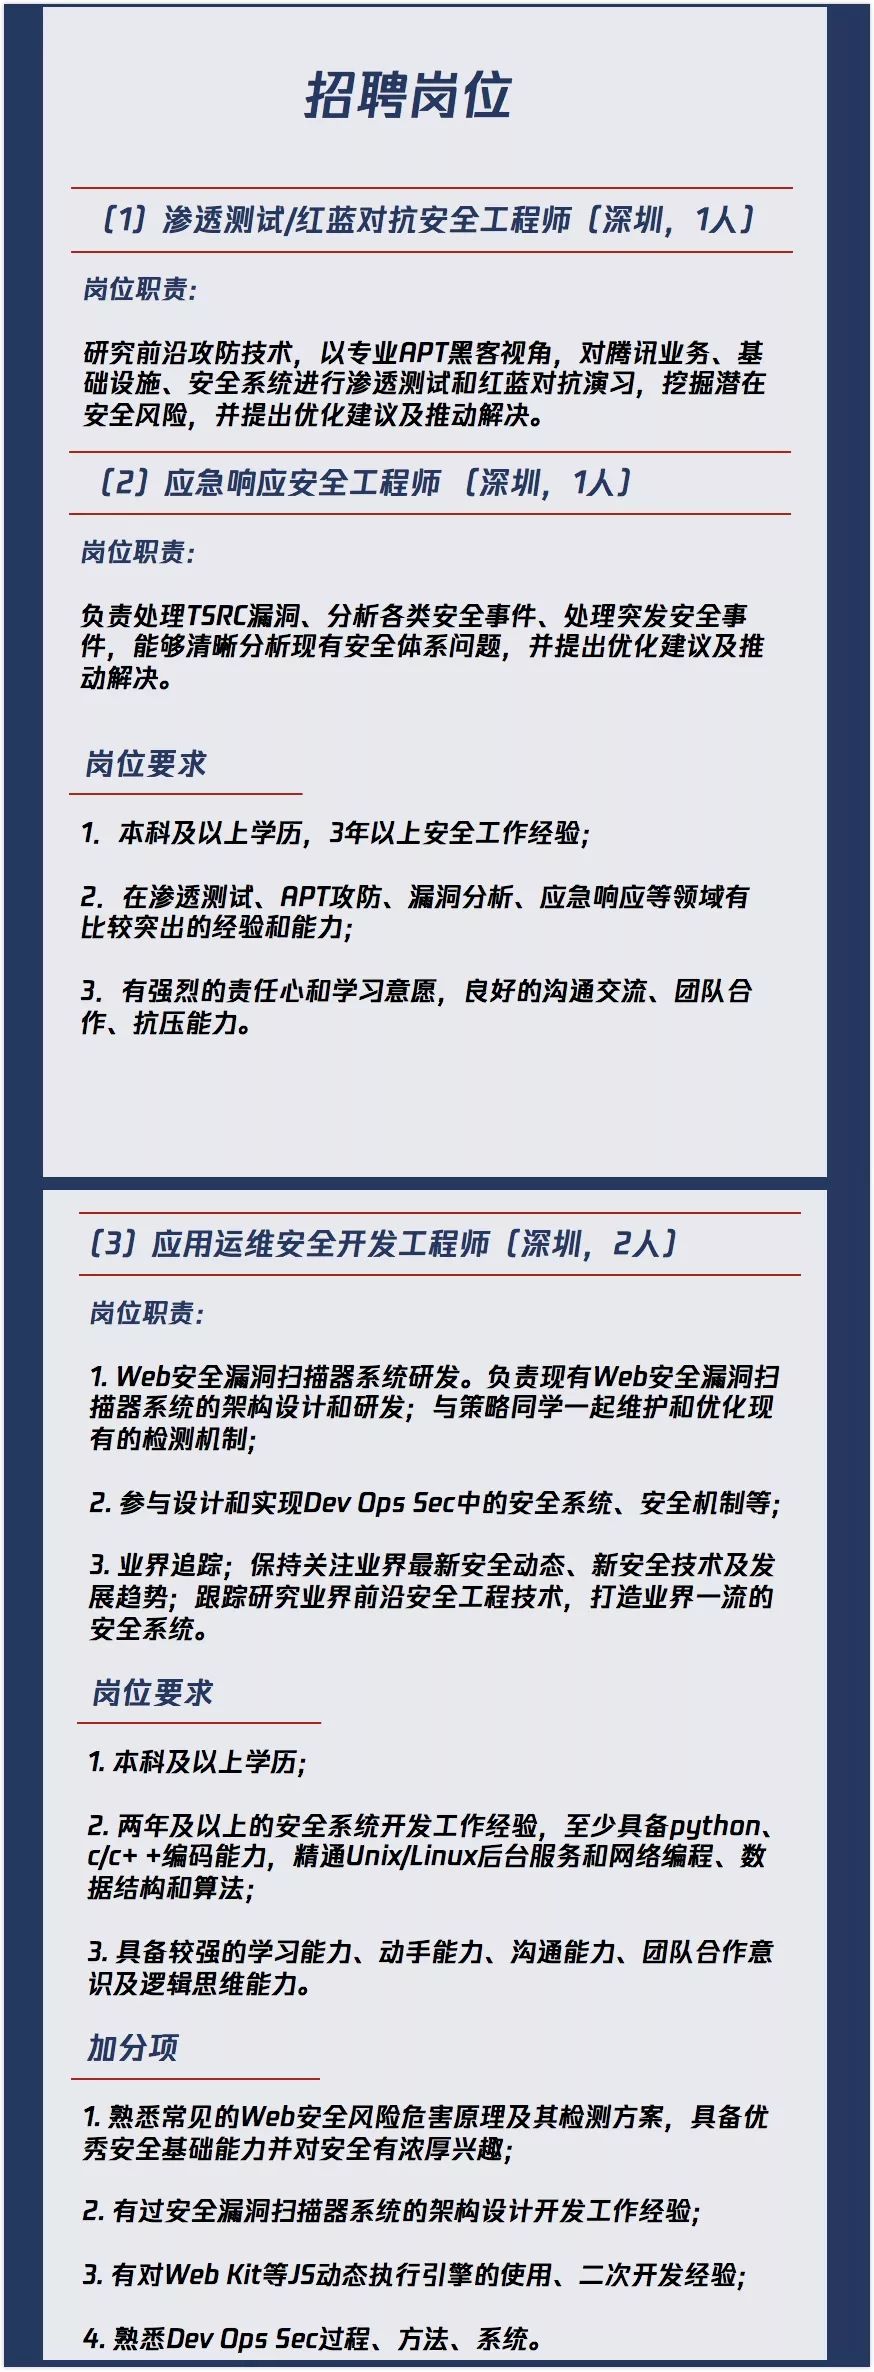 招聘岗位
（1）渗透测试/红蓝对抗安全工程师（深圳，1人）
岗位职责：
研究前沿攻防技术，以专业APT黑客视角，对腾讯业务、基
础设施、安全系统进行渗透测试和红蓝对抗演习，挖掘潜在
安全风险，并提出优化建议及推动解决。
（2）应急响应安全工程师 （深圳，1人）
岗位职责：
负责处理TSRC漏洞、分析各类安全事件、处理突发安全事
件，能够清晰分析现有安全体系问题，并提出优化建议及推
动解决。
岗位要求
1. 本科及以上学历，3年以上安全工作经验；
2. 在渗透测试、APT攻防、漏洞分析、应急响应等领域有
比较突出的经验和能力；
3. 有强烈的责任心和学习意愿，良好的沟通交流、团队合
作、抗压能力。
（3）应用运维安全开发工程师（深圳，2人）
岗位职责：
1. Web安全漏洞扫描器系统研发。负责现有Web安全漏洞扫
描器系统的架构设计和研发；与策略同学一起维护和优化现
有的检测机制；
2. 参与设计和实现Dev Ops Sec中的安全系统、安全机制等；
3. 业界追踪；保持关注业界最新安全动态、新安全技术及发
展趋势；跟踪研究业界前沿安全工程技术，打造业界一流的
安全系统。
岗位要求
1. 本科及以上学历；
2. 两年及以上的安全系统开发工作经验，至少具备python、
c/c+ +编码能力，精通Unix/Linux后台服务和网络编程、数
据结构和算法；
3. 具备较强的学习能力、动手能力、沟通能力、团队合作意
识及逻辑思维能力。
加分项
1. 熟悉常见的Web安全风险危害原理及其检测方案，具备优
秀安全基础能力并对安全有浓厚兴趣；
2. 有过安全漏洞扫描器系统的架构设计开发工作经验；
3. 有对Web Kit等JS动态执行引擎的使用、二次开发经验；
4. 熟悉Dev Ops Sec过程、方法、系统。